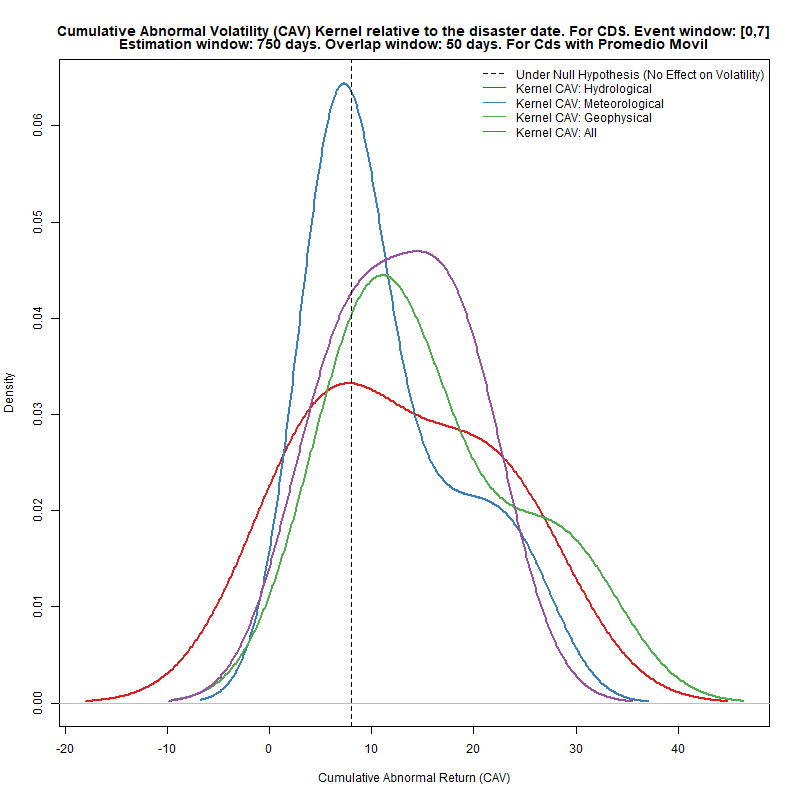 Cumulative Abnormal Volatility (CAV) Kernel relative to the disaster date. For CDS. Event window: [0,7]
Estimation window: 750 days. Overlap window: 50 days. For Cds with Promedio Movil
Under Null Hypothesis (No Effect on Volatility)
Kernel CAV: Hydrological
Kernel CAV: Meteorological
Kernel CAV: Geophysical
Kernel CAV: All
Density
0.06
0.05
0.04
0.03
0.02
0.01
0.00
-20 -10 0 10 20 30 40
Cumulative Abnormal Return (CAV)